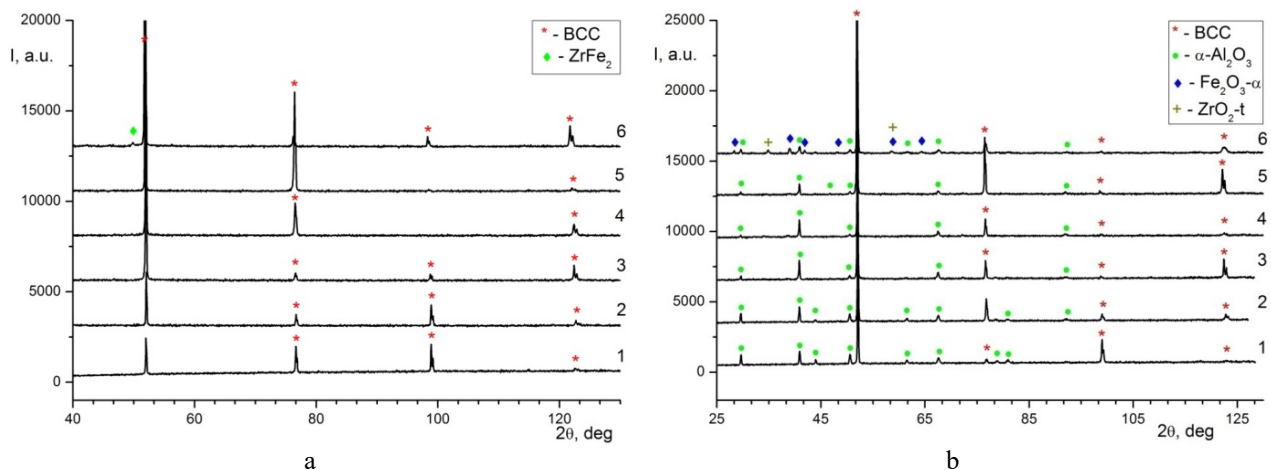 20000
I, a.u.
15000
10000
5000
0
40
60
80
100
120
2θ, deg
* - BCC
- ZrFe₂
6
5
4
3
2
1
a
25000
I, a.u.
20000
15000
10000
5000
0
25
45
65
85
105
125
2θ, deg
* - BCC
- α-Al₂O₃
- Fe₂O₃-α
+ - ZrO₂-t
6
5
4
3
2
1
b